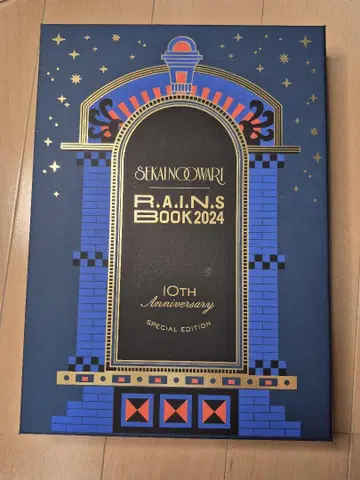 SEKAI NO OWARI
R.A.I.N.S
BOOK 2024
10TH
Anniversary
SPECIAL EDITION